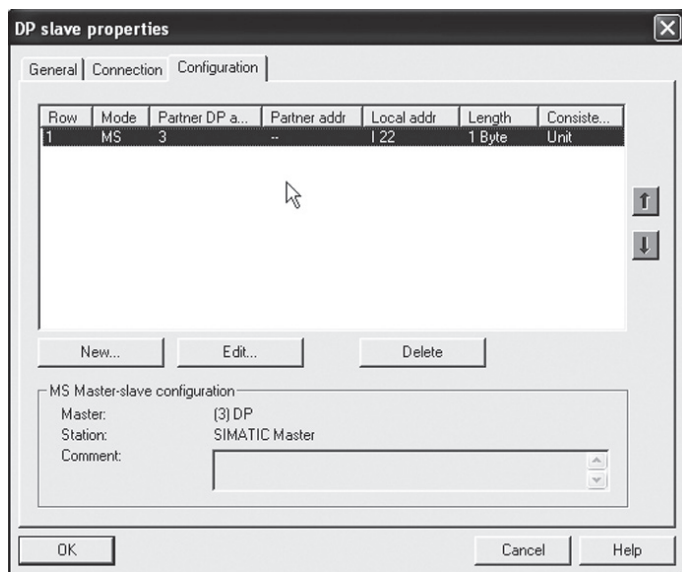 DP slave properties
General Connection Configuration
Row Mode Partner DP a... Partner addr Local addr Length Consiste...
1 MS 3 -- I 22 1 Byte Unit
New... Edit... Delete
MS Master-slave configuration
Master: (3) DP
Station: SIMATIC Master
Comment:
OK Cancel Help